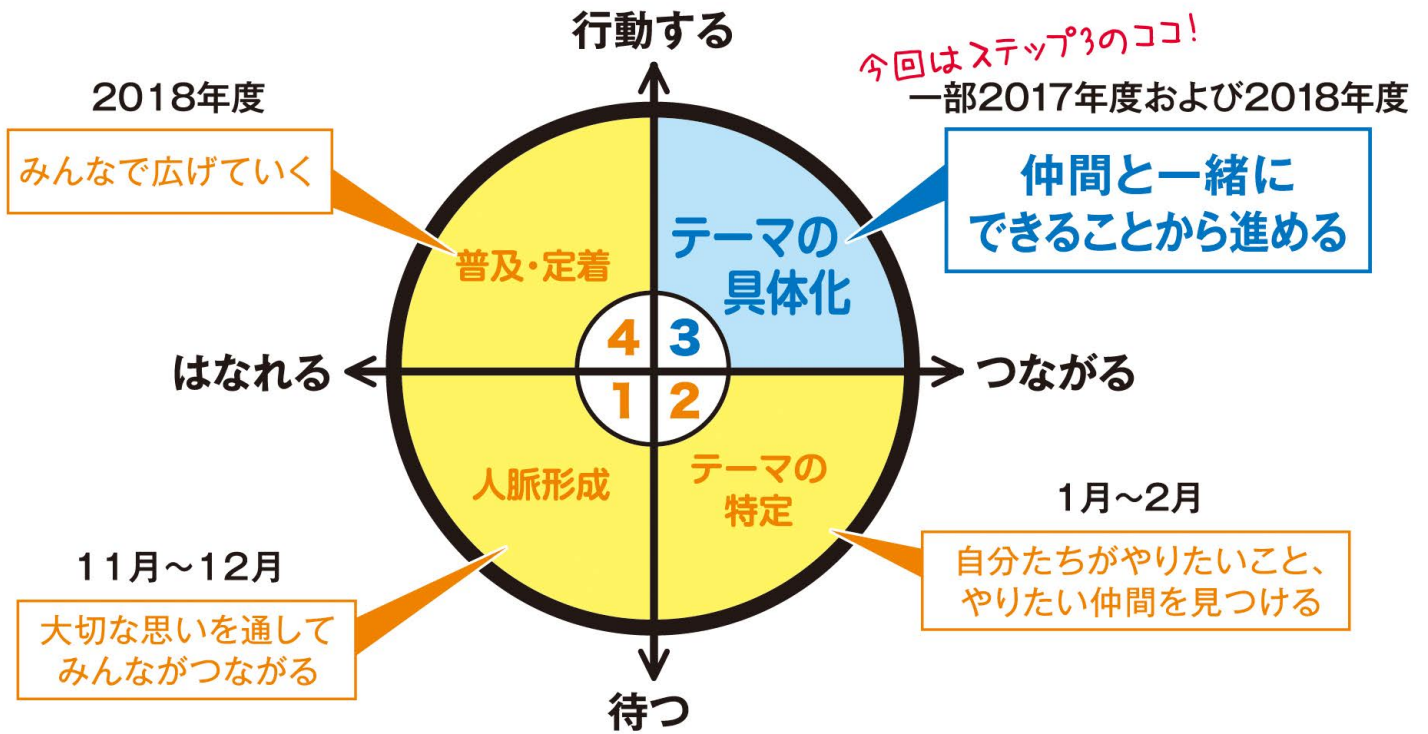 行動する
今回はステップ3のココ！
2018年度
一部2017年度および2018年度
みんなで広げていく
仲間と一緒に
できることから進める
テーマの
具体化
普及・定着
4
3
はなれる
つながる
1
2
人脈形成
テーマの
特定
1月〜2月
自分たちがやりたいこと、
やりたい仲間を見つける
11月〜12月
大切な思いを通して
みんながつながる
待つ